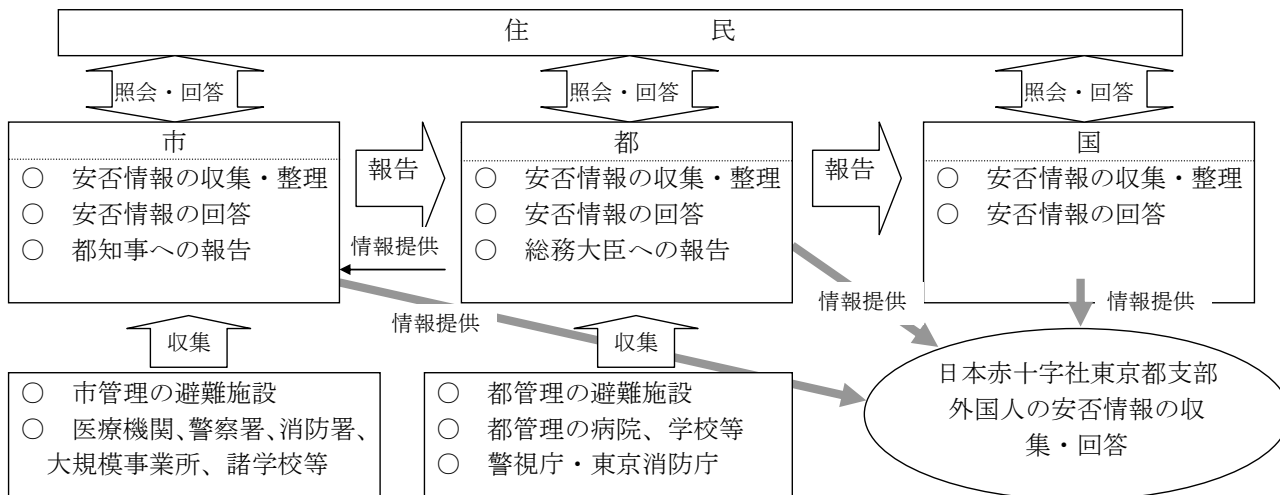 住　民
照会・回答
照会・回答
照会・回答
市
○　安否情報の収集・整理
○　安否情報の回答
○　都知事への報告
報告
都
○　安否情報の収集・整理
○　安否情報の回答
○　総務大臣への報告
報告
国
○　安否情報の収集・整理
○　安否情報の回答
情報提供
情報提供
情報提供
情報提供
収集
収集
○　市管理の避難施設
○　医療機関、警察署、消防署、
大規模事業所、諸学校等
○　都管理の避難施設
○　都管理の病院、学校等
○　警視庁・東京消防庁
日本赤十字社東京都支部
外国人の安否情報の収
集・回答